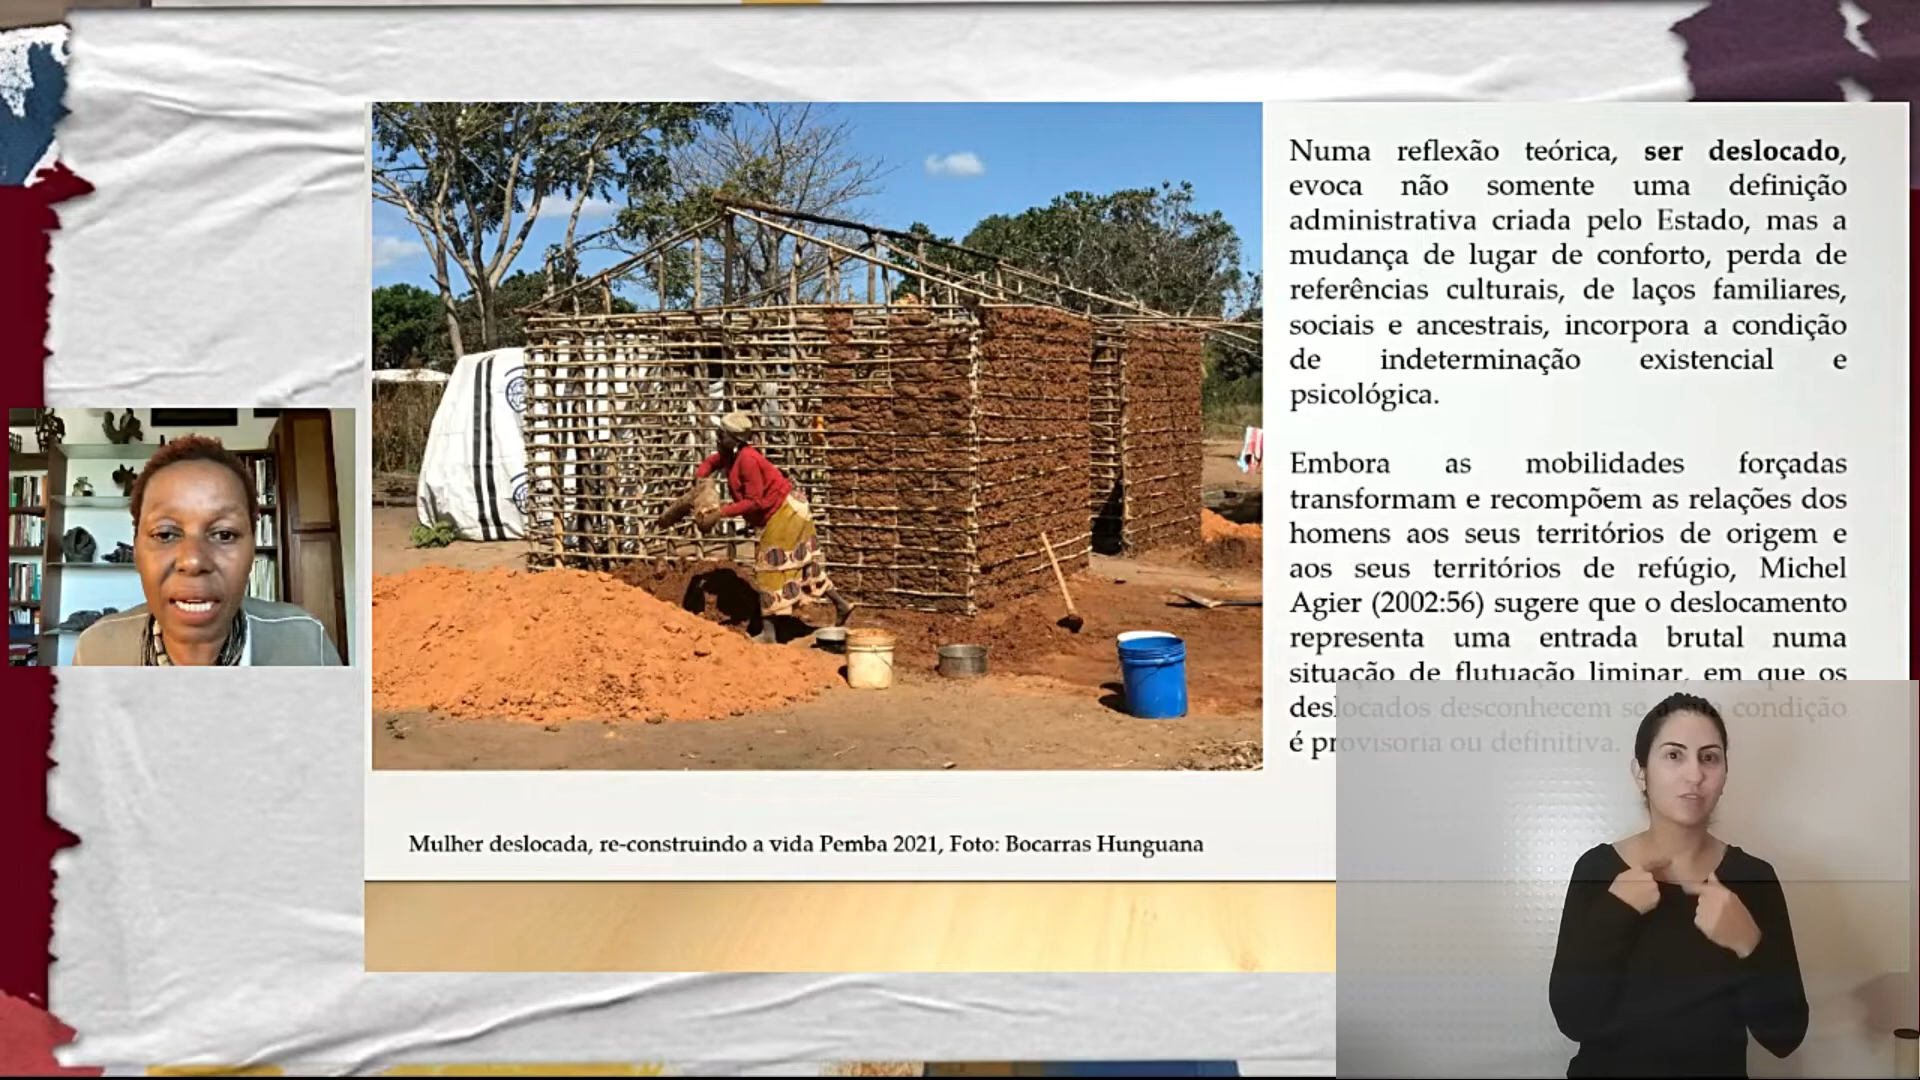 Numa reflexão teórica, ser deslocado,
evoca não somente uma definição
administrativa criada pelo Estado, mas a
mudança de lugar de conforto, perda de
referências culturais, de laços familiares,
sociais e ancestrais, incorpora a condição
de indeterminação existencial e
psicológica.
Embora as mobilidades forçadas
transformam e recompõem as relações dos
homens aos seus territórios de origem e
aos seus territórios de refúgio, Michel
Agier (2002:56) sugere que o deslocamento
representa uma entrada brutal numa
situação de flutuação liminar, em que os
deslocados desconhecem se a sua condição
é provisoria ou definitiva.
Mulher deslocada, re-construindo a vida Pemba 2021, Foto: Bocarras Hunguana